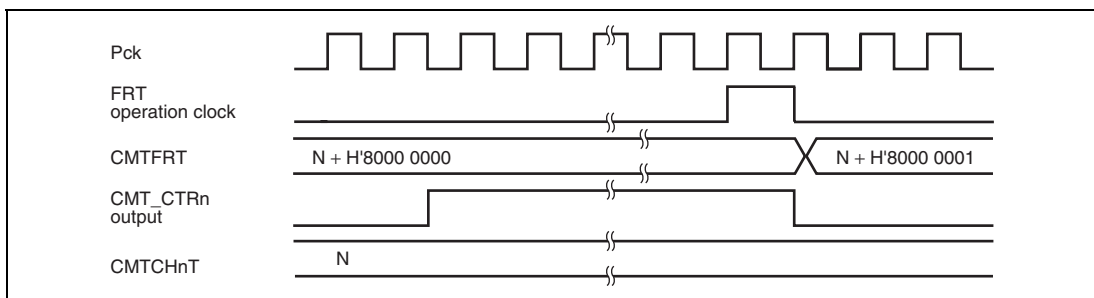 Pck
FRT
operation clock
CMTFRT
N + H'8000 0000
N + H'8000 0001
CMT_CTRn
output
CMTCHnT
N